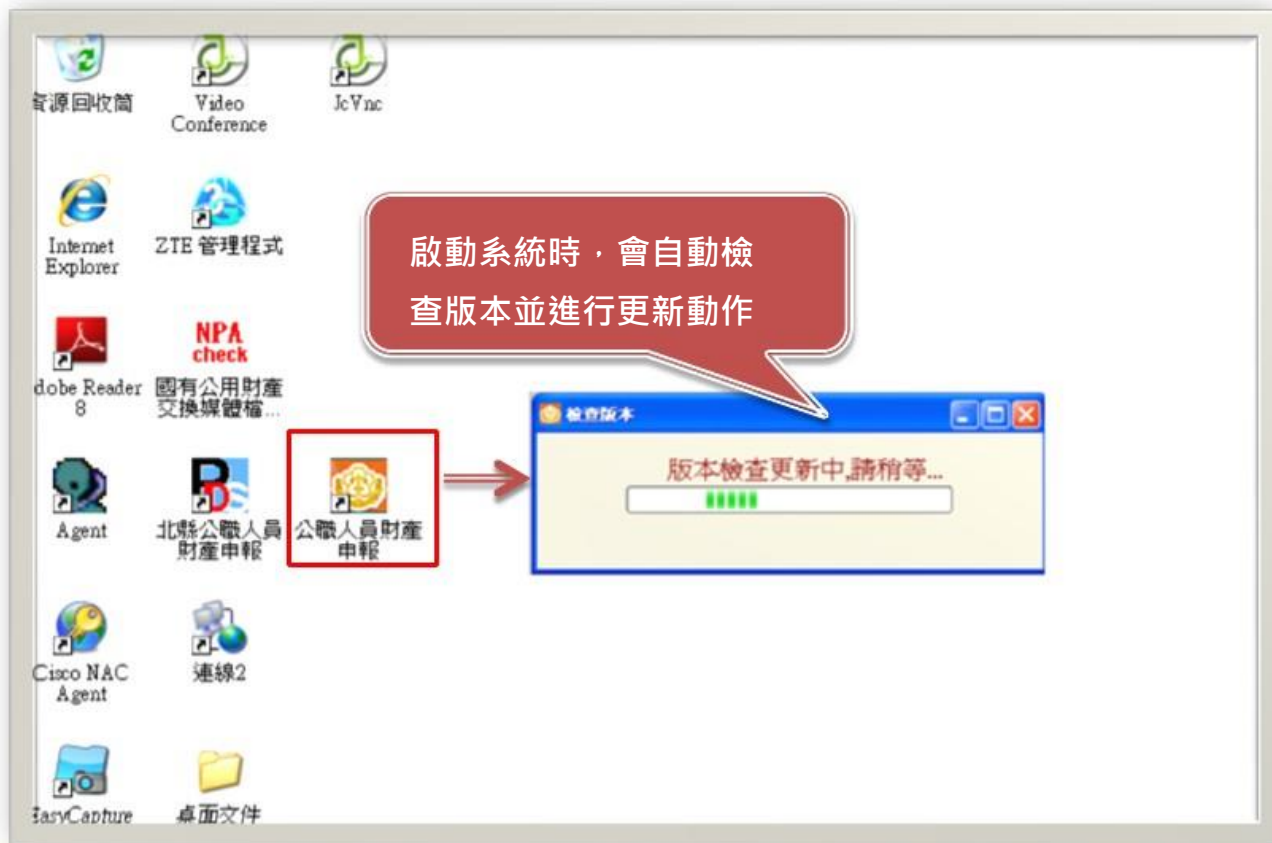 資源回收筒
Video
Conference
JcVnc
Internet
Explorer
ZTE 管理程式
啟動系統時，會自動檢
查版本並進行更新動作
NPA
check
dobe Reader
8
國有公用財產
交換媒體檔...
檢查版本
版本檢查更新中,請稍等...
Agent
北縣公職人員
財產申報
公職人員財產
申報
Cisco NAC
Agent
連線2
EasyCapture
桌面文件